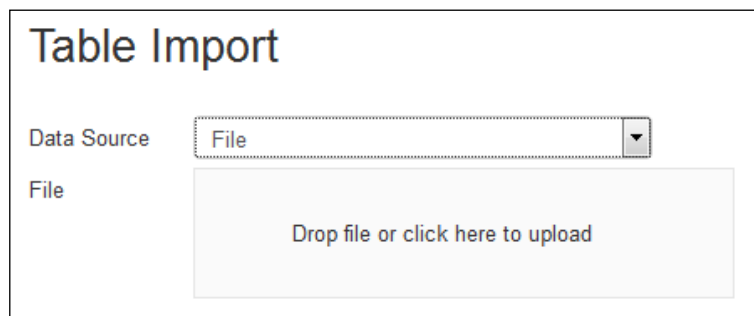 Table Import
Data Source File
File
Drop file or click here to upload